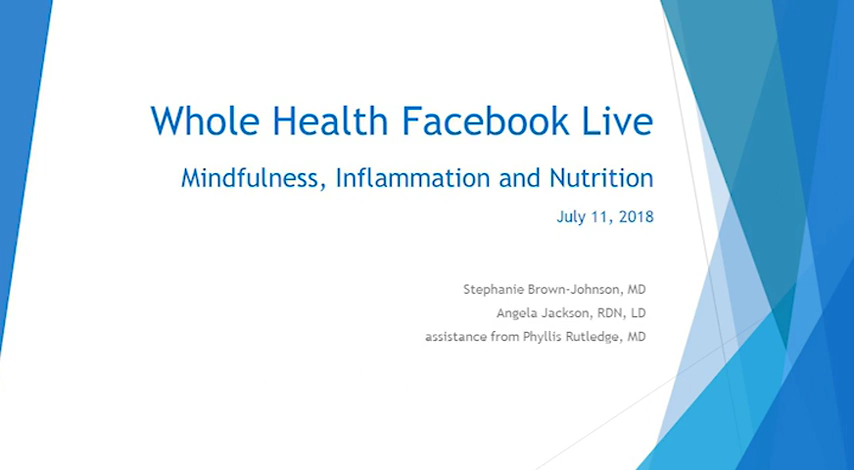 Whole Health Facebook Live
Mindfulness, Inflammation and Nutrition
July 11, 2018
Stephanie Brown-Johnson, MD
Angela Jackson, RDN, LD
assistance from Phyllis Rutledge, MD